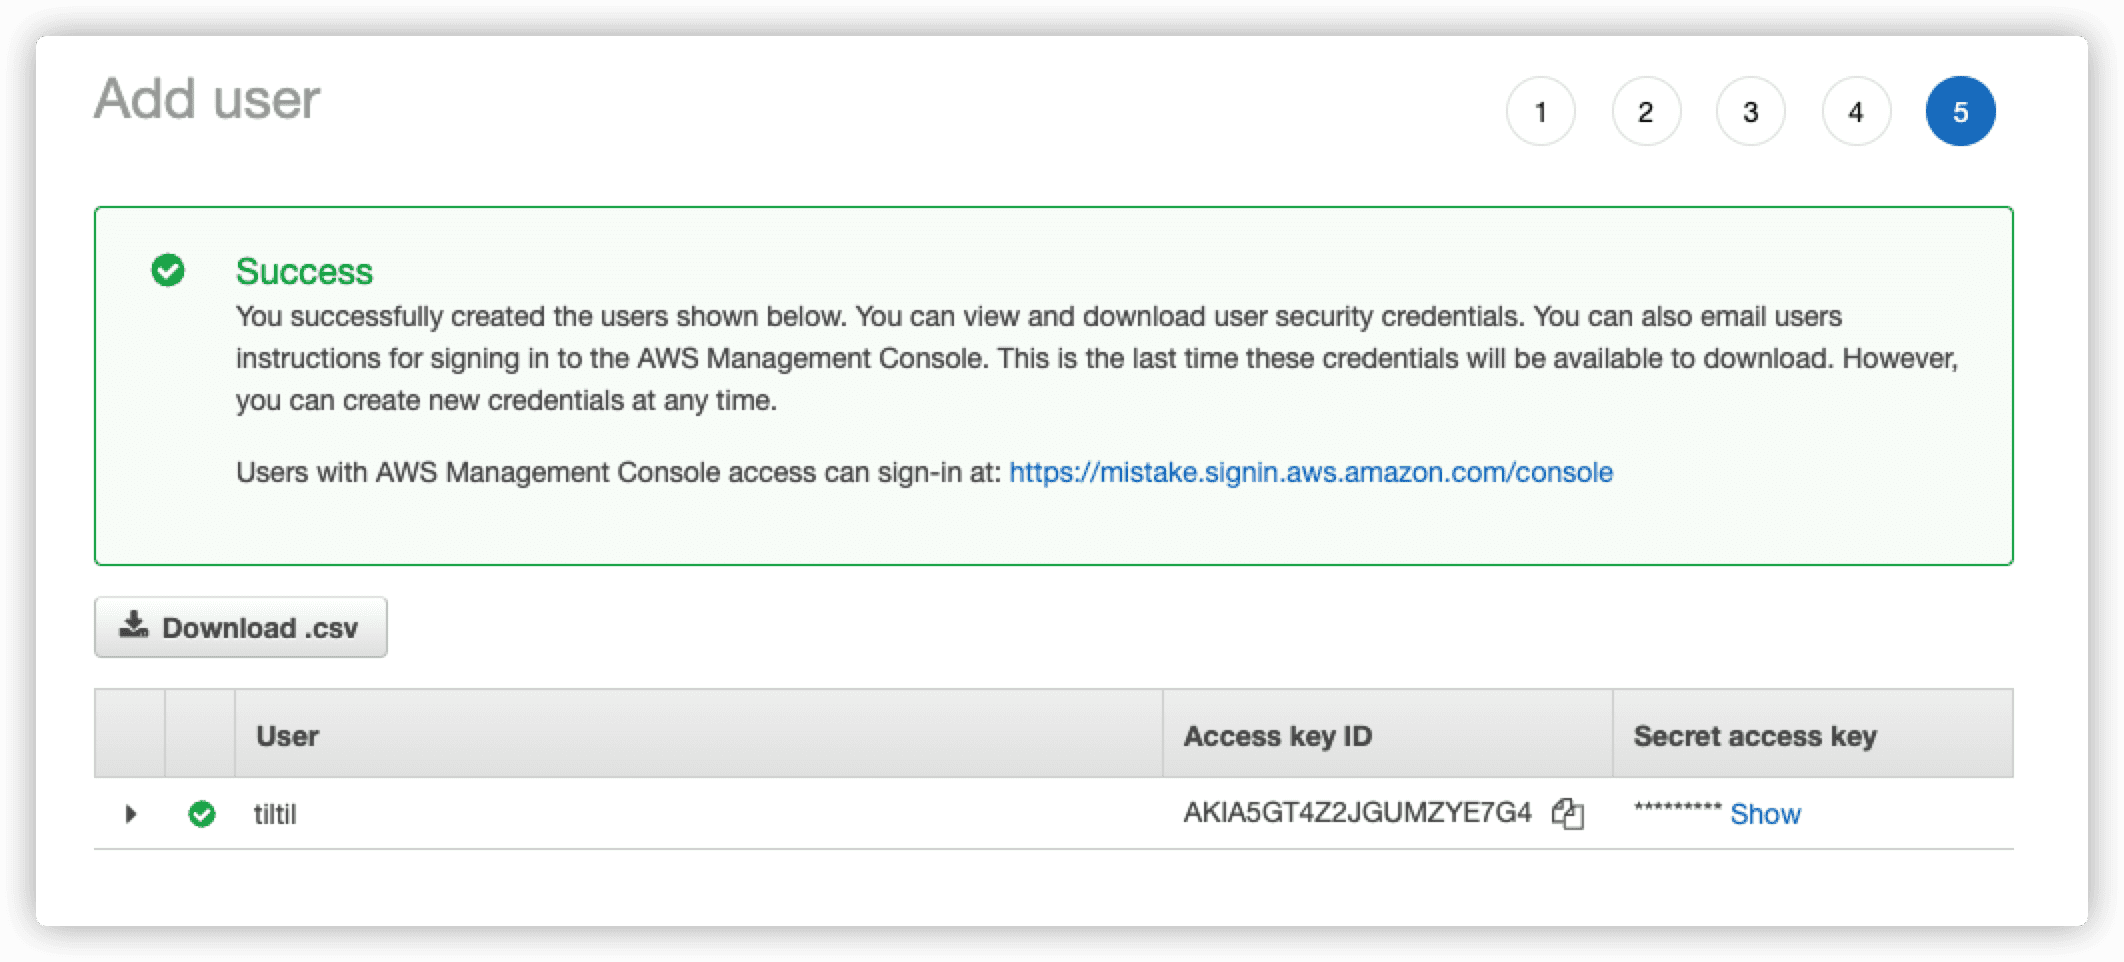 Add user
1 2 3 4 5
Success
You successfully created the users shown below. You can view and download user security credentials. You can also email users
instructions for signing in to the AWS Management Console. This is the last time these credentials will be available to download. However,
you can create new credentials at any time.
Users with AWS Management Console access can sign-in at: https://mistake.signin.aws.amazon.com/console
Download .csv
User Access key ID Secret access key
tiltil AKIA5GT4Z2JGUMZYE7G4 ********* Show